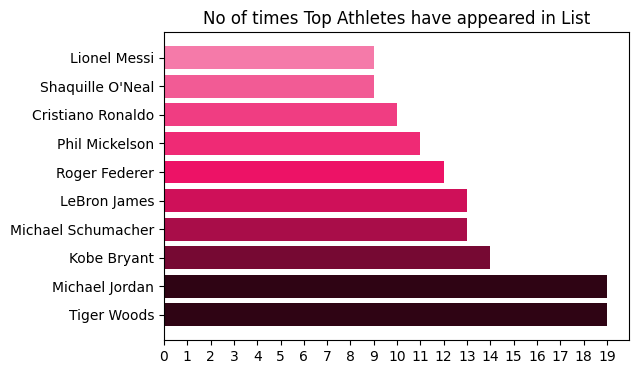 No of times Top Athletes have appeared in List
Lionel Messi
Shaquille O'Neal
Cristiano Ronaldo
Phil Mickelson
Roger Federer
LeBron James
Michael Schumacher
Kobe Bryant
Michael Jordan
Tiger Woods
0 1 2 3 4 5 6 7 8 9 10 11 12 13 14 15 16 17 18 19